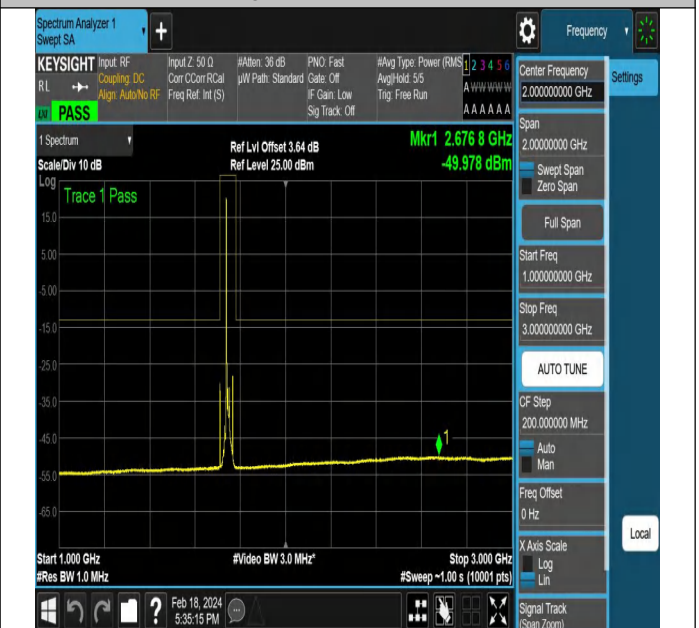 Spectrum Analyzer 1
Swept SA
Frequency
KEYSIGHT
RL
PASS
Input: RF
Coupling: DC
Align: Auto/No RF
Input Z: 50 Ω
Corr CCorr RCal
Freq Ref: Int (S)
#Atten: 36 dB
µW Path: Standard
PNO: Fast
Gate: Off
IF Gain: Low
Sig Track: Off
#Avg Type: Power (RMS
Avg|Hold: 5/5
Trig: Free Run
1 2 3 4 5 6
A W W W W W
A A A A A A
1 Spectrum
Scale/Div 10 dB
Log
Ref Lvl Offset 3.64 dB
Ref Level 25.00 dBm
Mkr1 2.676 8 GHz
-49.978 dBm
Trace 1 Pass
15.0
5.00
-5.00
-15.0
-25.0
-35.0
-45.0
-55.0
-65.0
1
Start 1.000 GHz
#Res BW 1.0 MHz
#Video BW 3.0 MHz*
Stop 3.000 GHz
#Sweep ~1.00 s (10001 pts)
Feb 18, 2024
5:35:15 PM
Center Frequency
2.000000000 GHz
Settings
Span
2.00000000 GHz
Swept Span
Zero Span
Full Span
Start Freq
1.000000000 GHz
Stop Freq
3.000000000 GHz
AUTO TUNE
CF Step
200.000000 MHz
Auto
Man
Freq Offset
0 Hz
Local
X Axis Scale
Log
Lin
Signal Track
(Span Zoom)